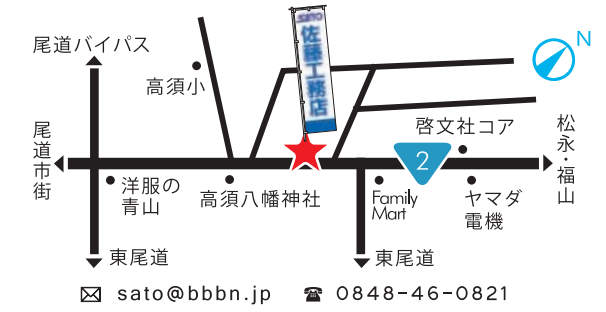 SATO
佐藤工務店
N
尾道バイパス
高須小
尾道市街
啓文社コア
松永・福山
2
洋服の
青山
高須八幡神社
Family
Mart
ヤマダ
電機
東尾道
東尾道
sato@bbbn.jp
0848-46-0821